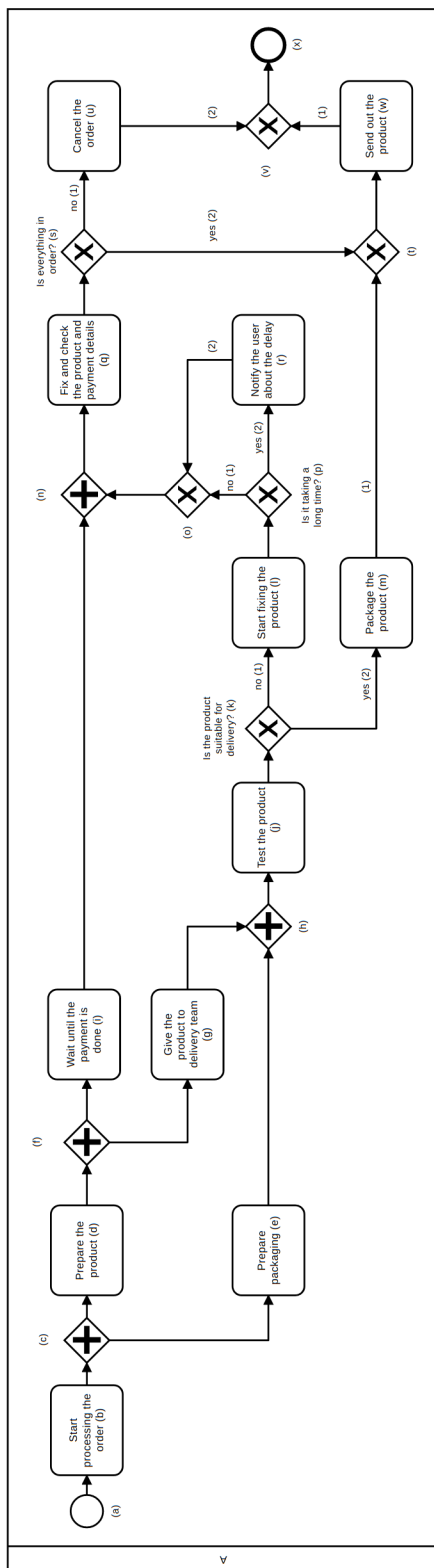 A
(a)
Start
processing the
order (b)
(c)
Prepare the
product (d)
Prepare
packaging (e)
(f)
Wait until the
payment is
done (i)
Give the
product to
delivery team
(g)
(h)
Test the product
(j)
Is the product
suitable for
delivery? (k)
no (1)
yes (2)
Start fixing the
product (l)
Package the
product (m)
Is it taking a
long time? (p)
no (1)
yes (2)
(o)
(n)
(1)
Notify the user
about the delay
(r)
(2)
Fix and check
the product and
payment details
(q)
Is everything in
order? (s)
no (1)
yes (2)
(t)
Cancel the
order (u)
Send out the
product (w)
(2)
(1)
(v)
(x)